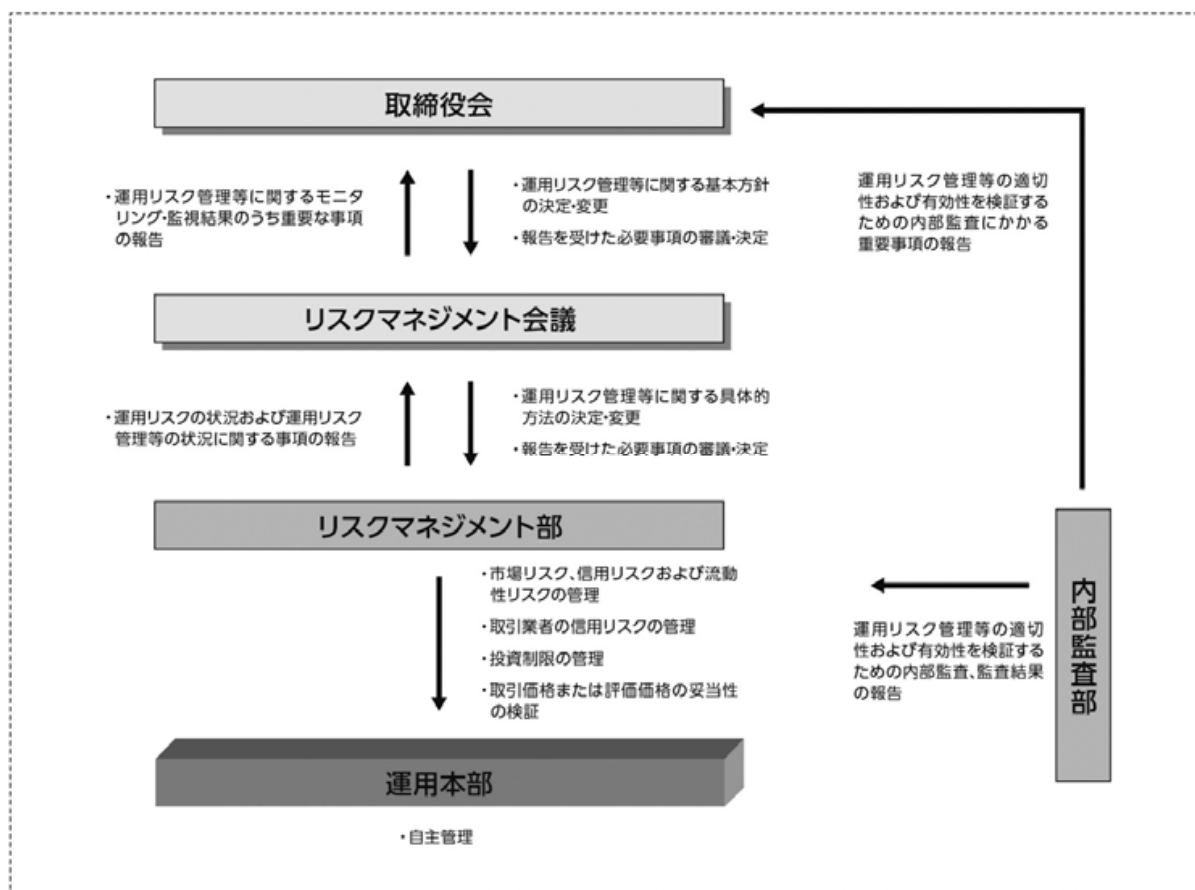 取締役会
・運用リスク管理等に関するモニタ
リング・監視結果のうち重要な事項
の報告
・運用リスク管理等に関する基本方針
の決定・変更
・報告を受けた必要事項の審議・決定
運用リスク管理等の適切
性および有効性を検証する
ための内部監査にかかる
重要事項の報告
リスクマネジメント会議
・運用リスクの状況および運用リスク
管理等の状況に関する事項の報告
・運用リスク管理等に関する具体的
方法の決定・変更
・報告を受けた必要事項の審議・決定
リスクマネジメント部
・市場リスク、信用リスクおよび流動
性リスクの管理
・取引業者の信用リスクの管理
・投資制限の管理
・取引価格または評価価格の妥当性
の検証
内部監査部
運用リスク管理等の適切
性および有効性を検証する
ための内部監査、監査結果
の報告
運用本部
・自主管理